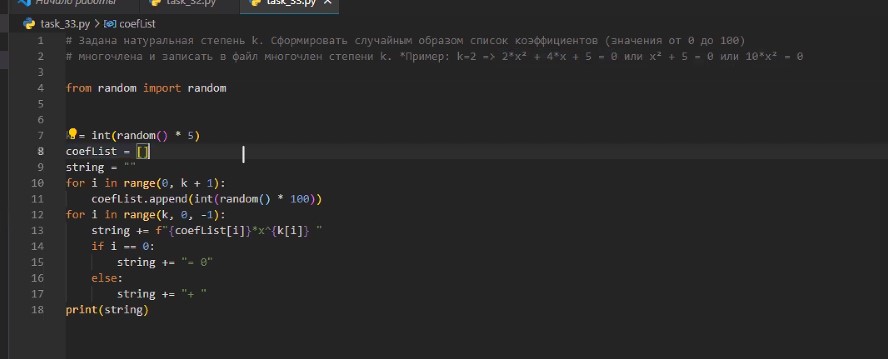 Начало работы task_32.py task_33.py
task_33.py > coefList
1 # Задана натуральная степень k. Сформировать случайным образом список коэффициентов (значения от 0 до 100)
2 # многочлена и записать в файл многочлен степени k. *Пример: k=2 => 2*x² + 4*x + 5 = 0 или x² + 5 = 0 или 10*x² = 0
3
4 from random import random
5
6
7 = int(random() * 5)
8 coefList = []
9 string = ""
10 for i in range(0, k + 1):
11 coefList.append(int(random() * 100))
12 for i in range(k, 0, -1):
13 string += f"{coefList[i]}*x^{k[i]} "
14 if i == 0:
15 string += "= 0"
16 else:
17 string += "+ "
18 print(string)